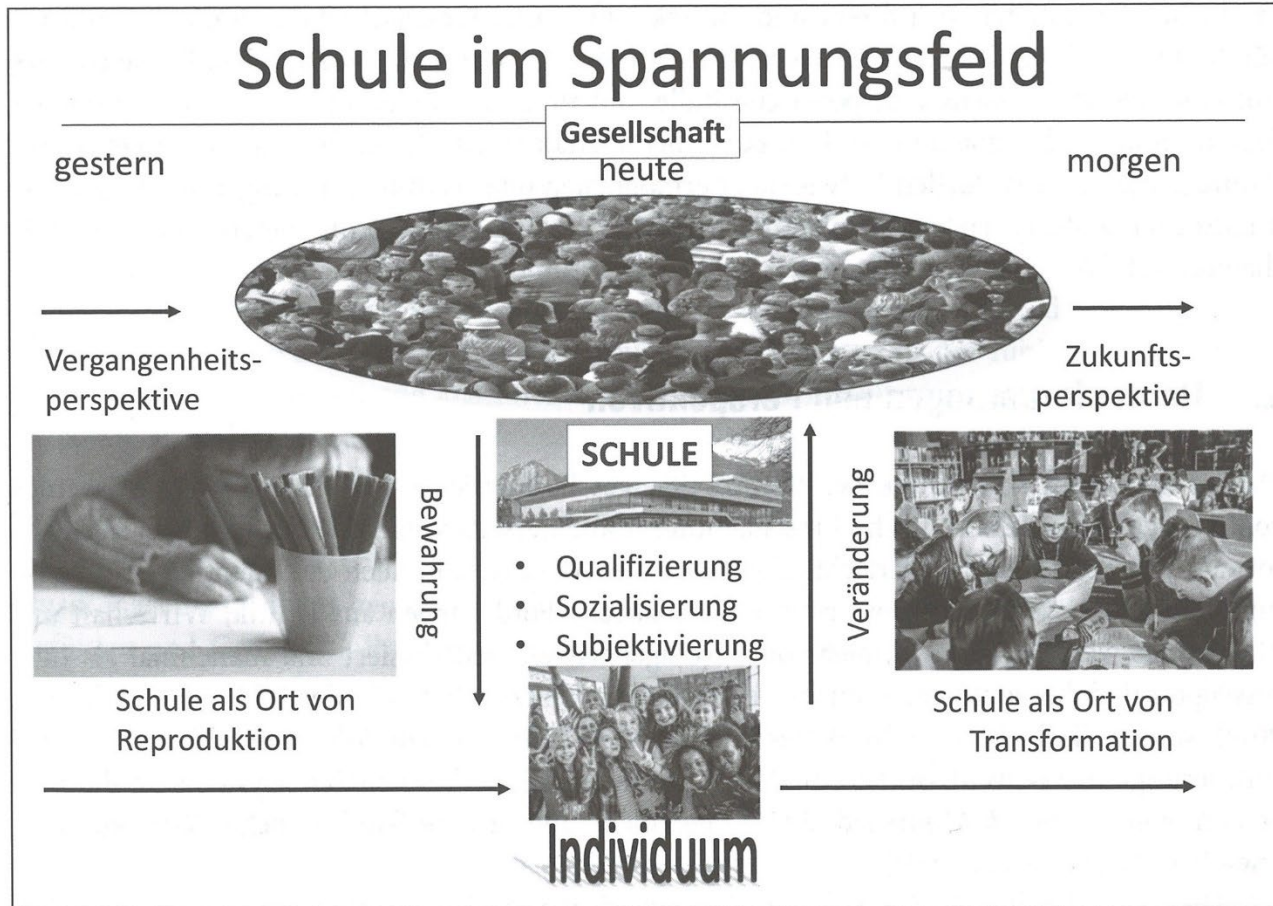 Schule im Spannungsfeld
Gesellschaft
gestern
heute
morgen
Vergangenheits-
perspektive
Zukunfts-
perspektive
Bewahrung
SCHULE
• Qualifizierung
• Sozialisierung
• Subjektivierung
Veränderung
Schule als Ort von
Reproduktion
Schule als Ort von
Transformation
Individuum